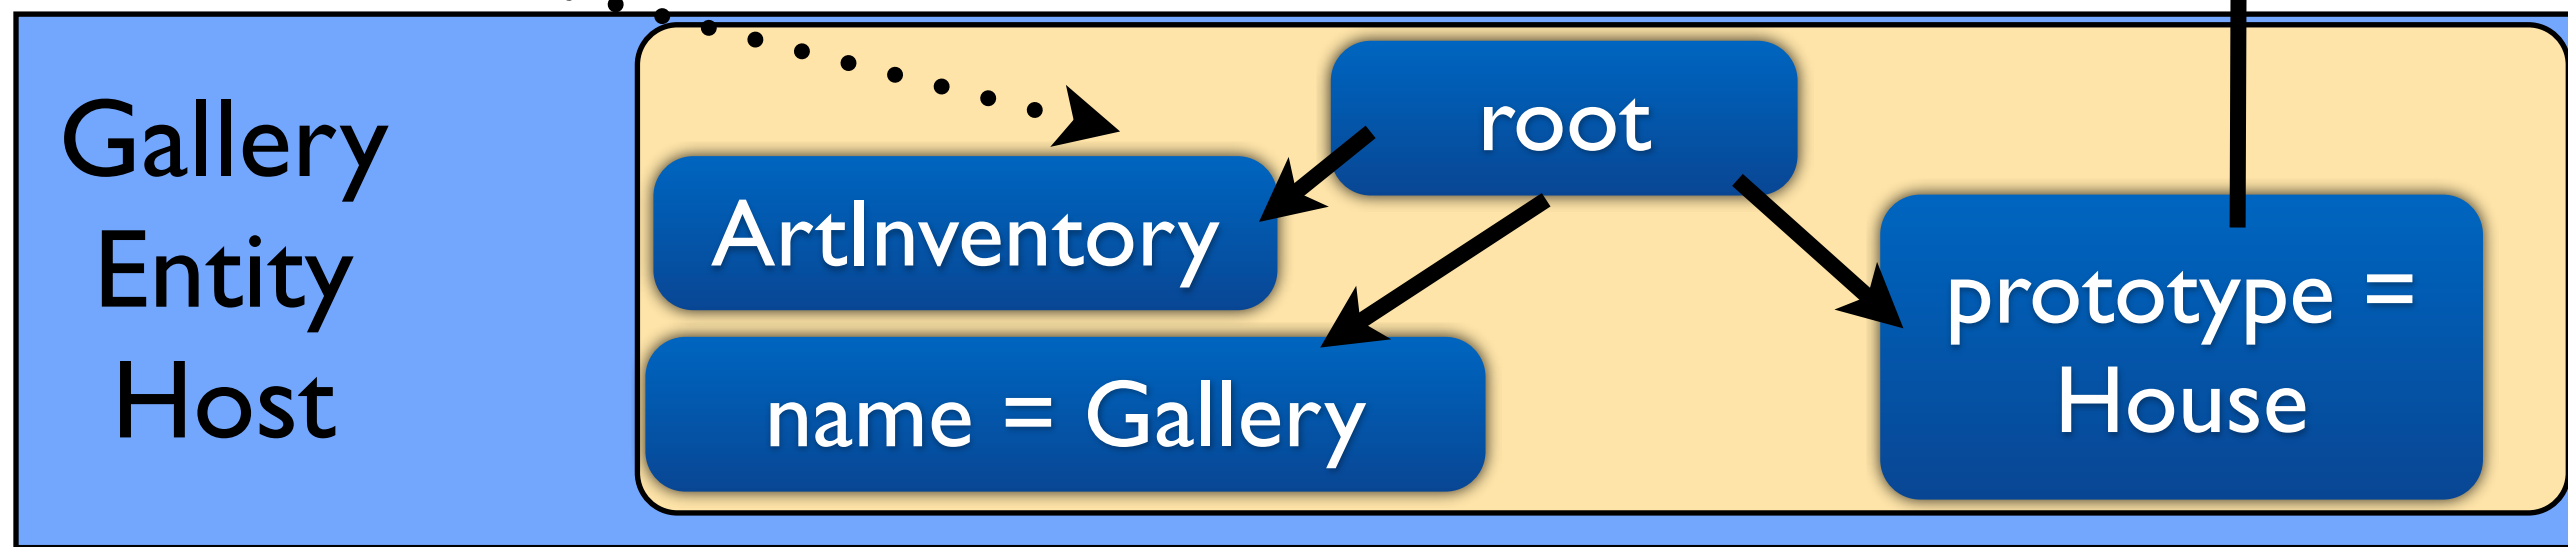 Gallery
Entity
Host
root
ArtInventory
name = Gallery
prototype =
House